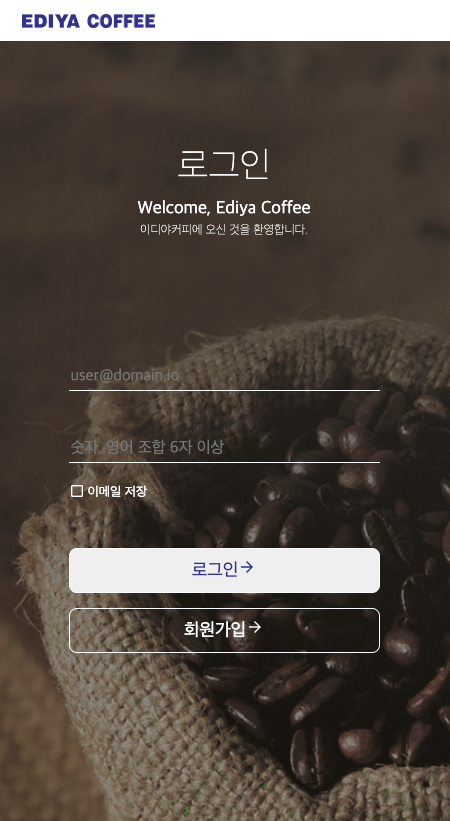 EDIYA COFFEE
로그인
Welcome, Ediya Coffee
이디야커피에 오신 것을 환영합니다.
user@domain.io
숫자, 영어 조합 6자 이상
이메일 저장
로그인→
회원가입→